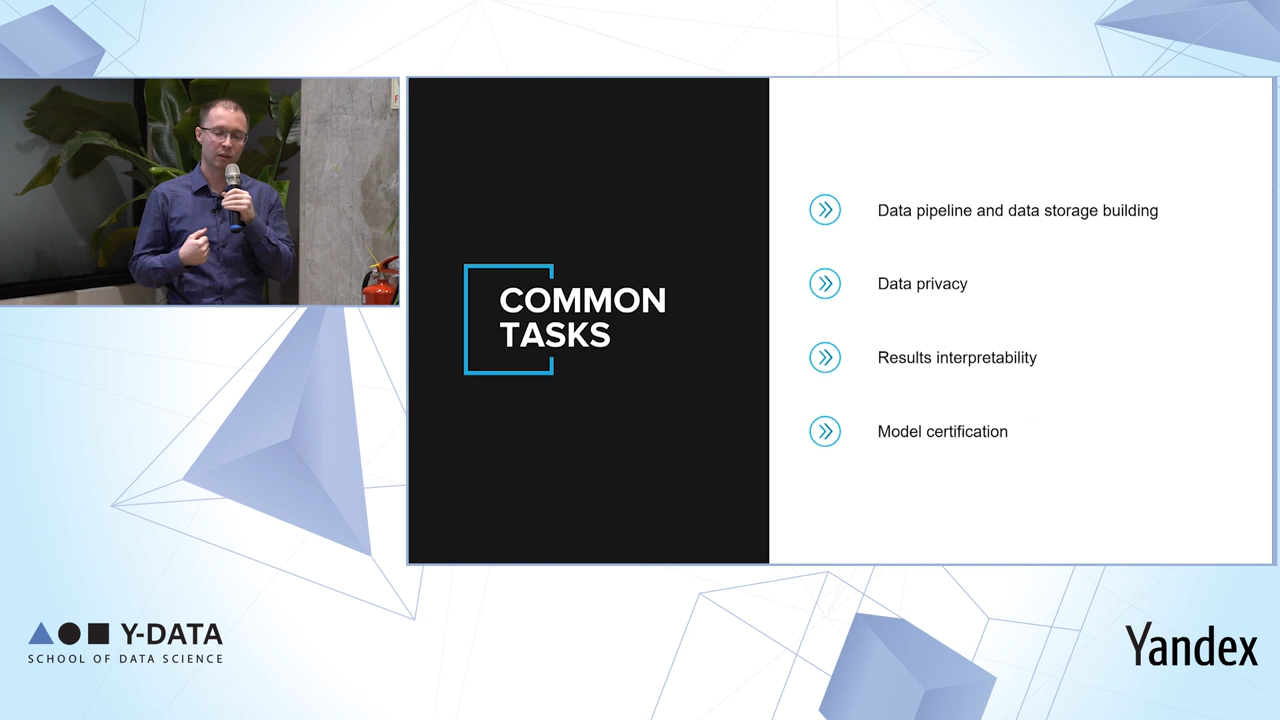 COMMON
TASKS
Data pipeline and data storage building
Data privacy
Results interpretability
Model certification
Y-DATA
SCHOOL OF DATA SCIENCE
Yandex